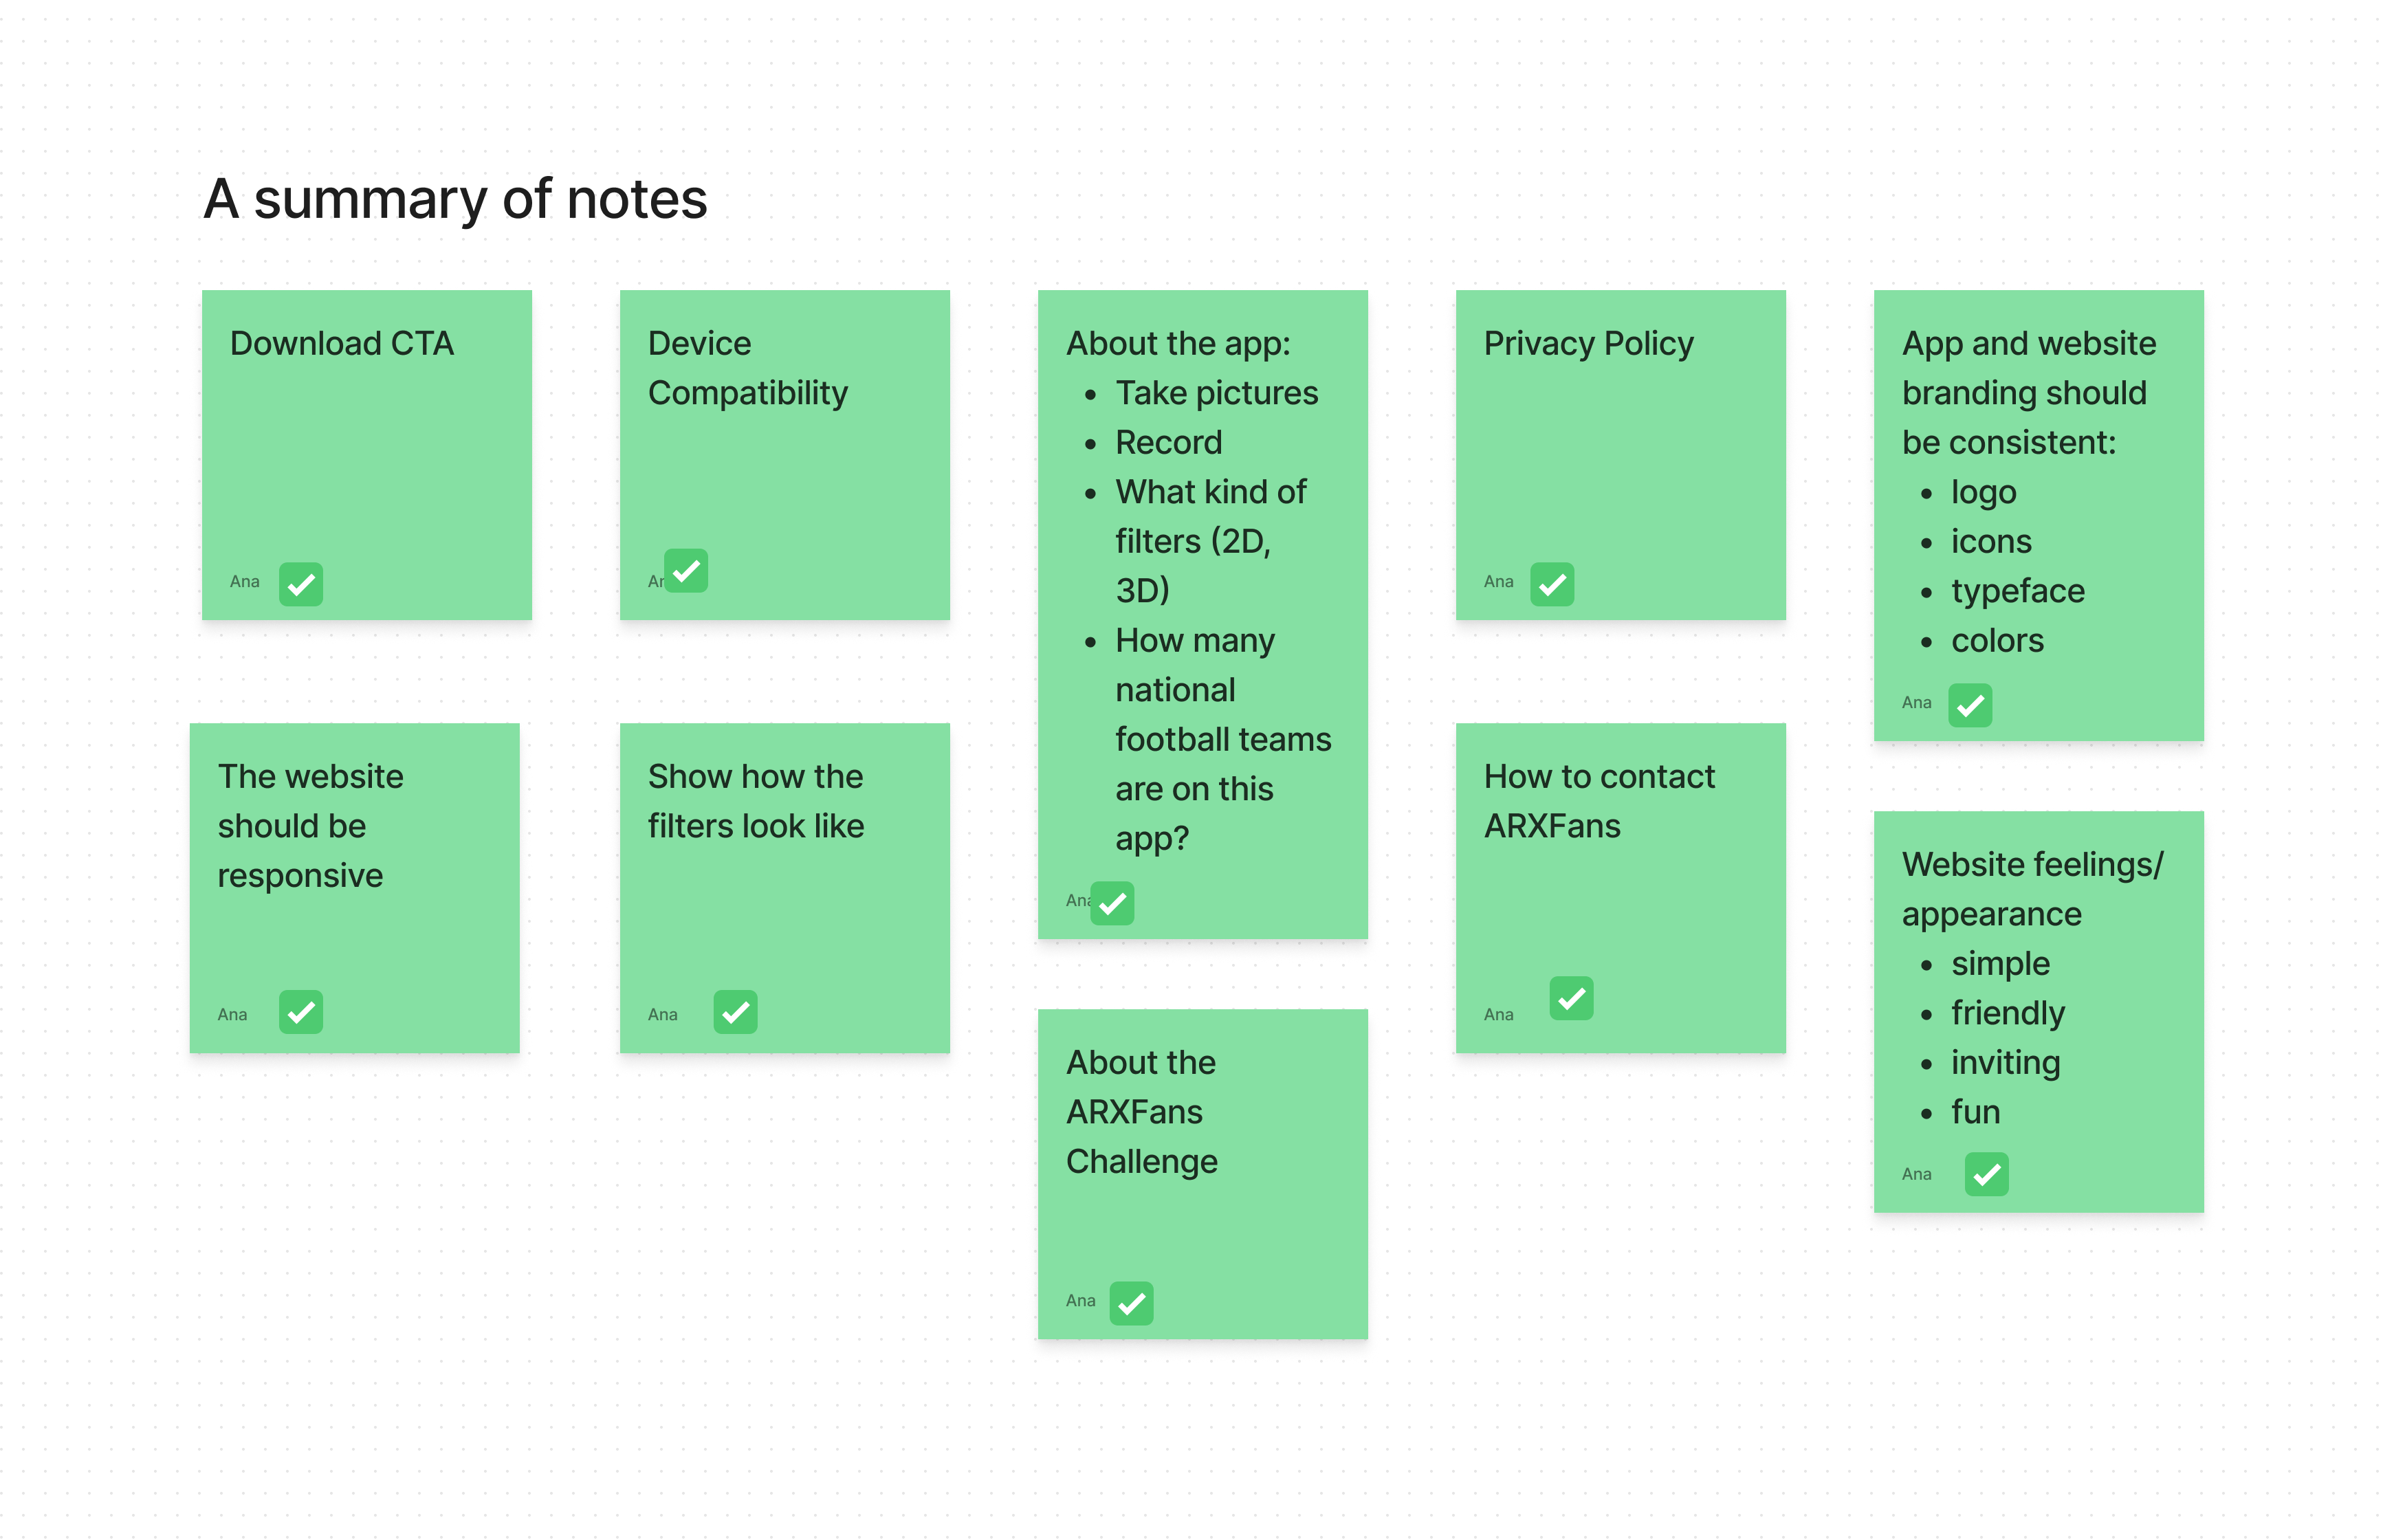 A summary of notes
Download CTA
Ana
Device
Compatibility
About the app:
• Take pictures
• Record
• What kind of
filters (2D,
3D)
• How many
national
football teams
are on this
app?
Ana
Privacy Policy
Ana
App and website
branding should
be consistent:
• logo
• icons
• typeface
• colors
Ana
The website
should be
responsive
Ana
Show how the
filters look like
Ana
About the
ARXFans
Challenge
Ana
How to contact
ARXFans
Ana
Website feelings/
appearance
• simple
• friendly
• inviting
• fun
Ana